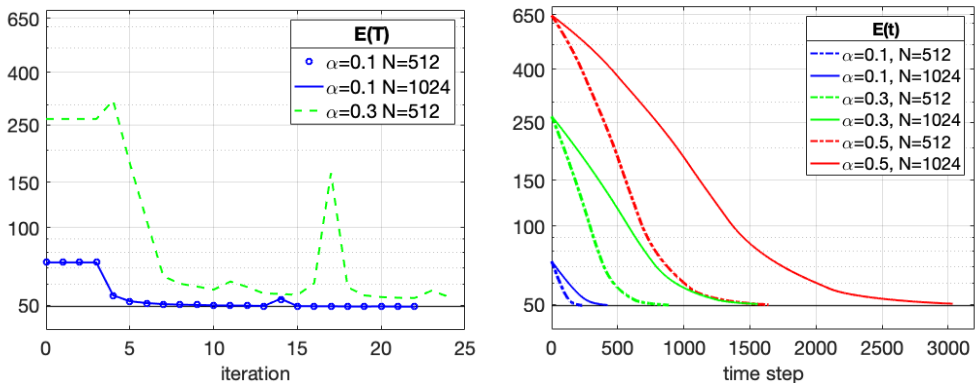 650
400
250
150
100
50
E(T)
α=0.1 N=512
α=0.1 N=1024
α=0.3 N=512
0 5 10 15 20 25
iteration
650
400
250
150
100
50
E(t)
α=0.1, N=512
α=0.1, N=1024
α=0.3, N=512
α=0.3, N=1024
α=0.5, N=512
α=0.5, N=1024
0 500 1000 1500 2000 2500 3000
time step